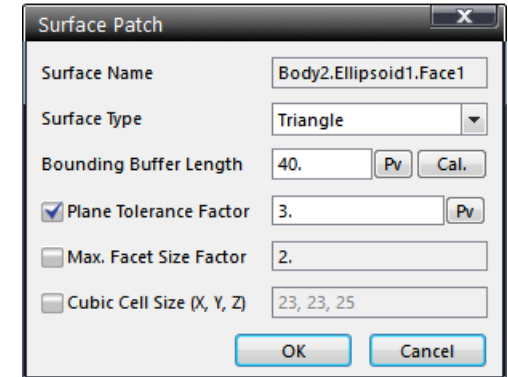 Surface Patch x
Surface Name Body2.Ellipsoid1.Face1
Surface Type Triangle
Bounding Buffer Length 40. Pv Cal.
Plane Tolerance Factor 3. Pv
Max. Facet Size Factor 2.
Cubic Cell Size (X, Y, Z) 23, 23, 25
OK Cancel